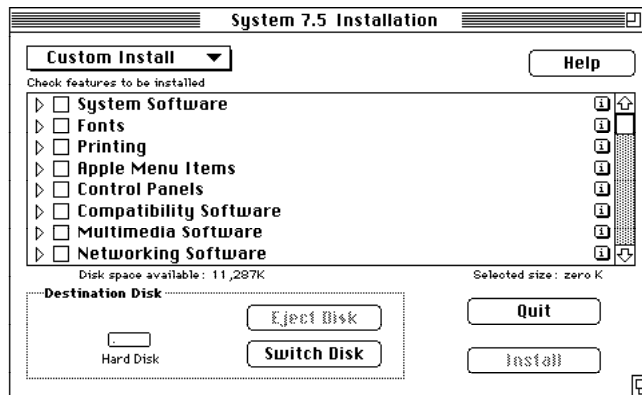 System 7.5 Installation
Custom Install
Help
Check features to be installed
System Software
Fonts
Printing
Apple Menu Items
Control Panels
Compatibility Software
Multimedia Software
Networking Software
Disk space available: 11,287K
Selected size: zero K
Destination Disk
Eject Disk
Quit
Hard Disk
Switch Disk
Install